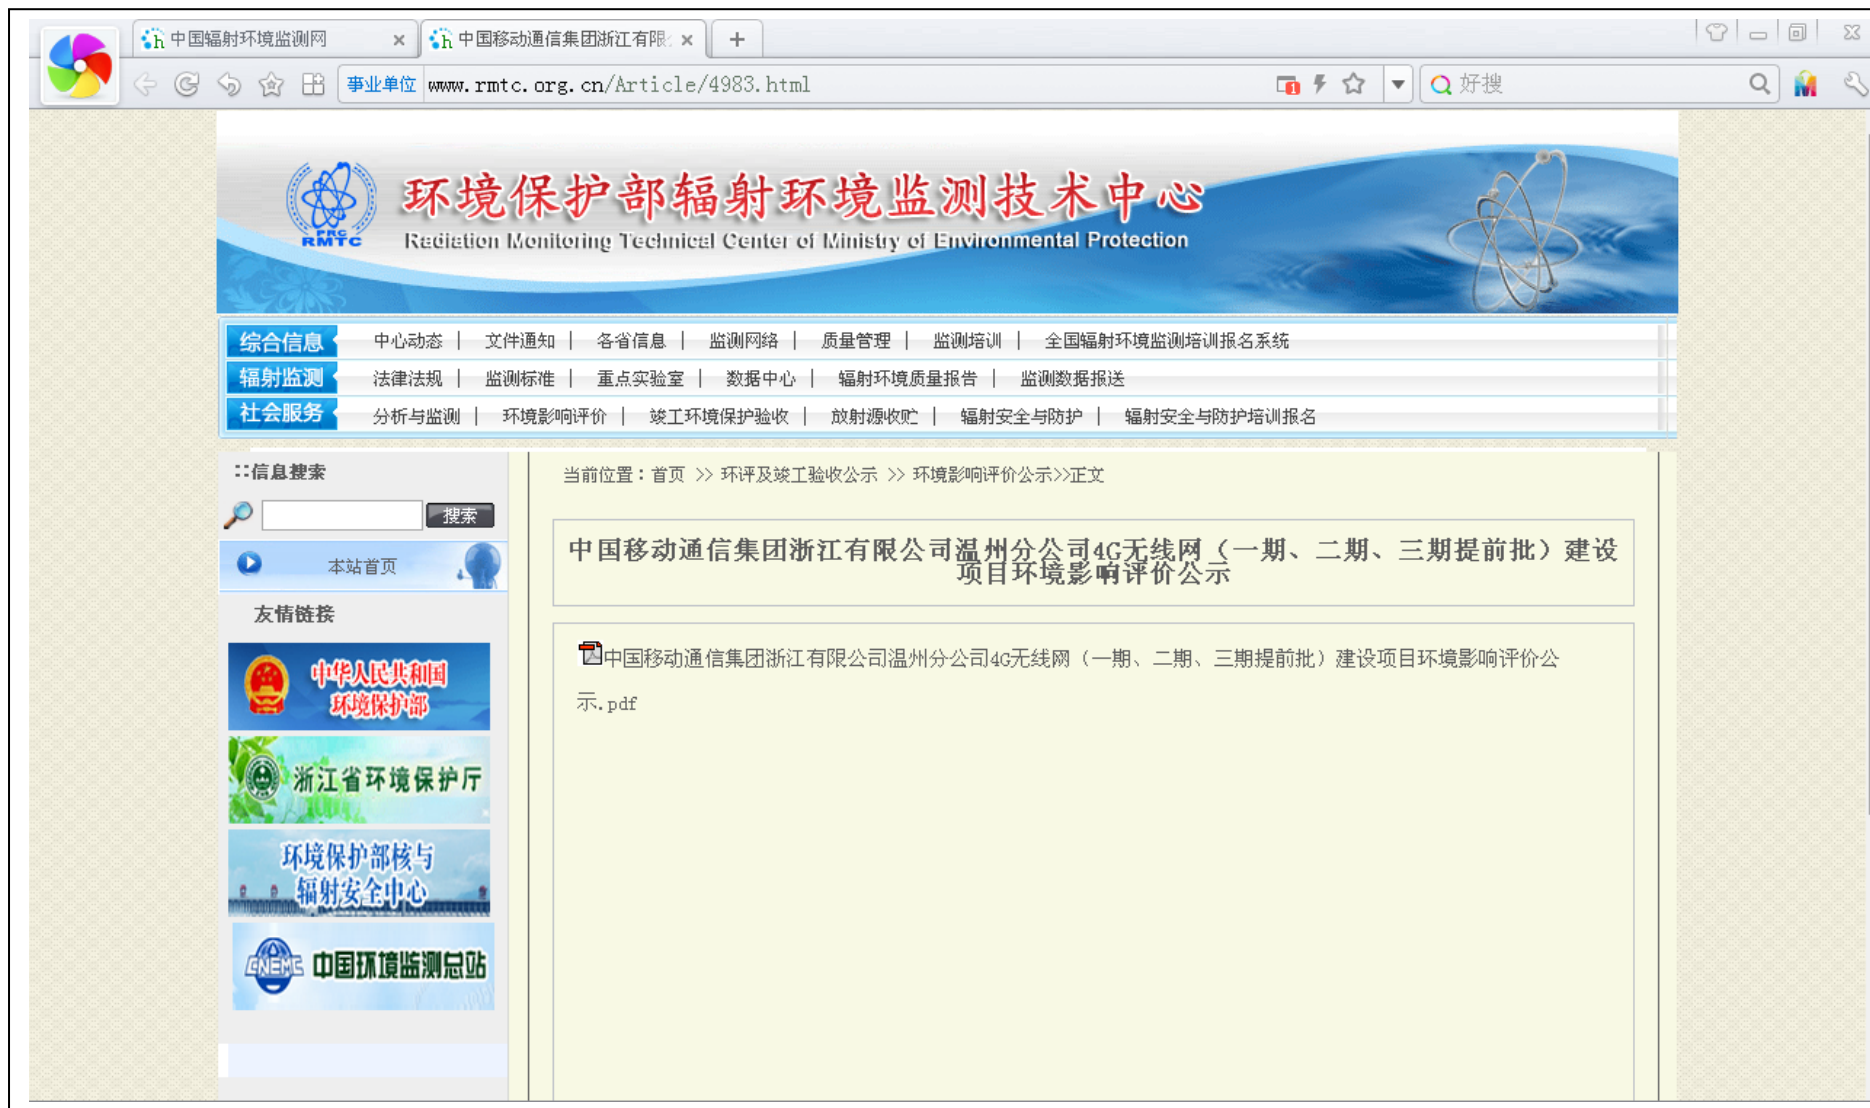 中国辐射环境监测网
中国移动通信集团浙江有限
事业单位 www.rmtc.org.cn/Article/4983.html
1
好搜
环境保护部辐射环境监测技术中心
PRC
RMTC
Radiation Monitoring Technical Center of Ministry of Environmental Protection
综合信息 中心动态 | 文件通知 | 各省信息 | 监测网络 | 质量管理 | 监测培训 | 全国辐射环境监测培训报名系统
辐射监测 法律法规 | 监测标准 | 重点实验室 | 数据中心 | 辐射环境质量报告 | 监测数据报送
社会服务 分析与监测 | 环境影响评价 | 竣工环境保护验收 | 放射源收贮 | 辐射安全与防护 | 辐射安全与防护培训报名
::信息搜索
搜索
本站首页
友情链接
中华人民共和国
环境保护部
浙江省环境保护厅
环境保护部核与
辐射安全中心
CNEMC 中国环境监测总站
当前位置：首页 >> 环评及竣工验收公示 >> 环境影响评价公示>>正文
中国移动通信集团浙江有限公司温州分公司4G无线网（一期、二期、三期提前批）建设
项目环境影响评价公示
中国移动通信集团浙江有限公司温州分公司4G无线网（一期、二期、三期提前批）建设项目环境影响评价公
示.pdf